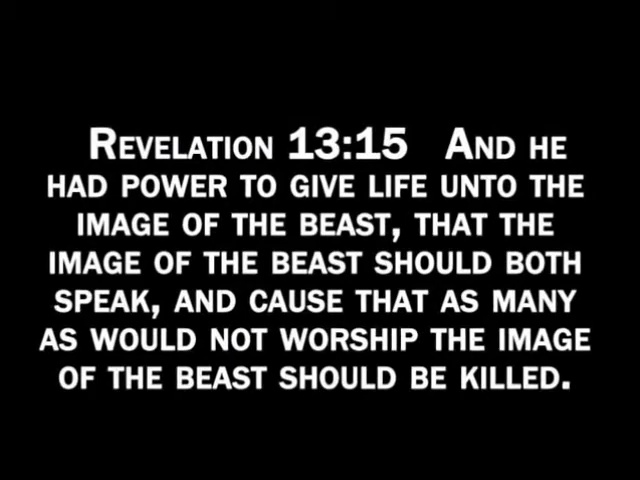 Revelation 13:15 And he
had power to give life unto the
image of the beast, that the
image of the beast should both
speak, and cause that as many
as would not worship the image
of the beast should be killed.